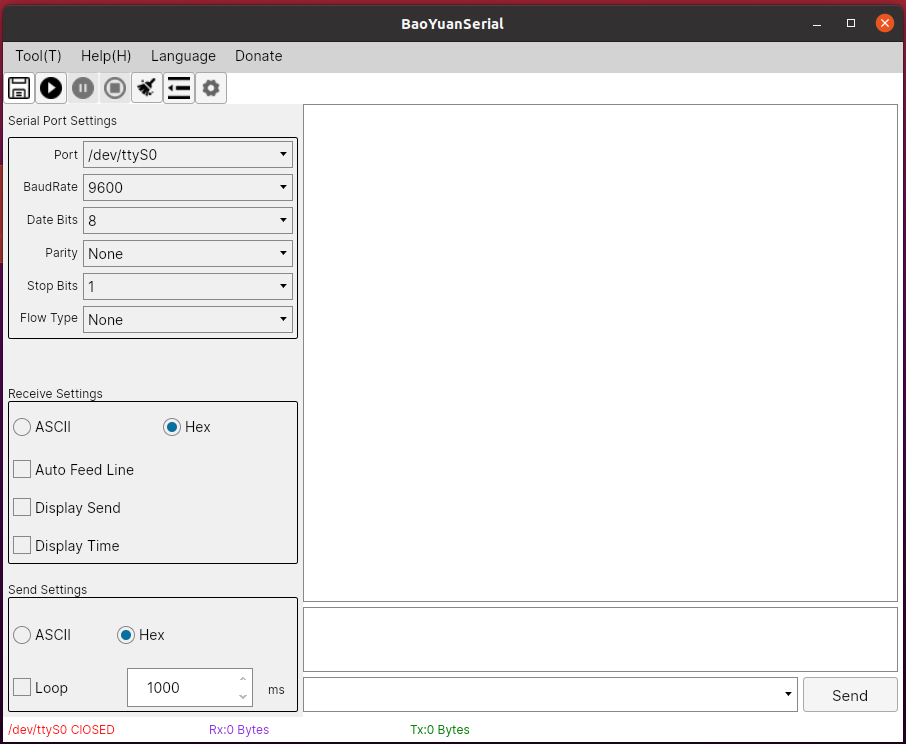 BaoYuanSerial
Tool(T) Help(H) Language Donate
Serial Port Settings
Port /dev/ttyS0
BaudRate 9600
Date Bits 8
Parity None
Stop Bits 1
Flow Type None
Receive Settings
ASCII Hex
Auto Feed Line
Display Send
Display Time
Send Settings
ASCII Hex
Loop 1000 ms
Send
/dev/ttyS0 ClOSED Rx:0 Bytes Tx:0 Bytes